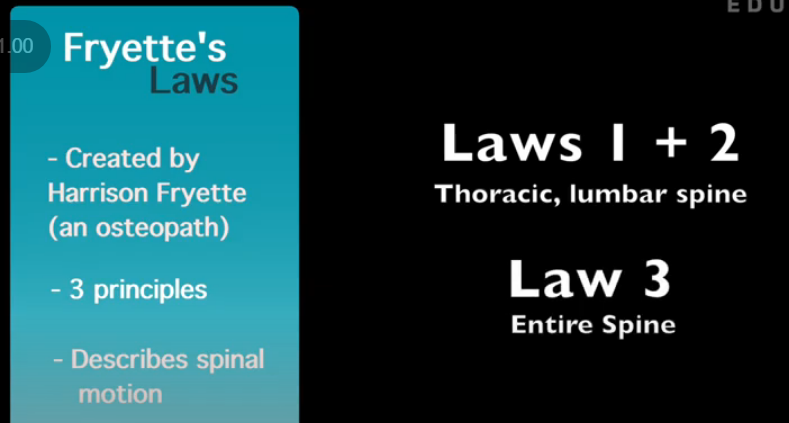 EDU
1.00
Fryette's
Laws
- Created by
Harrison Fryette
(an osteopath)
- 3 principles
- Describes spinal
motion
Laws 1 + 2
Thoracic, lumbar spine
Law 3
Entire Spine